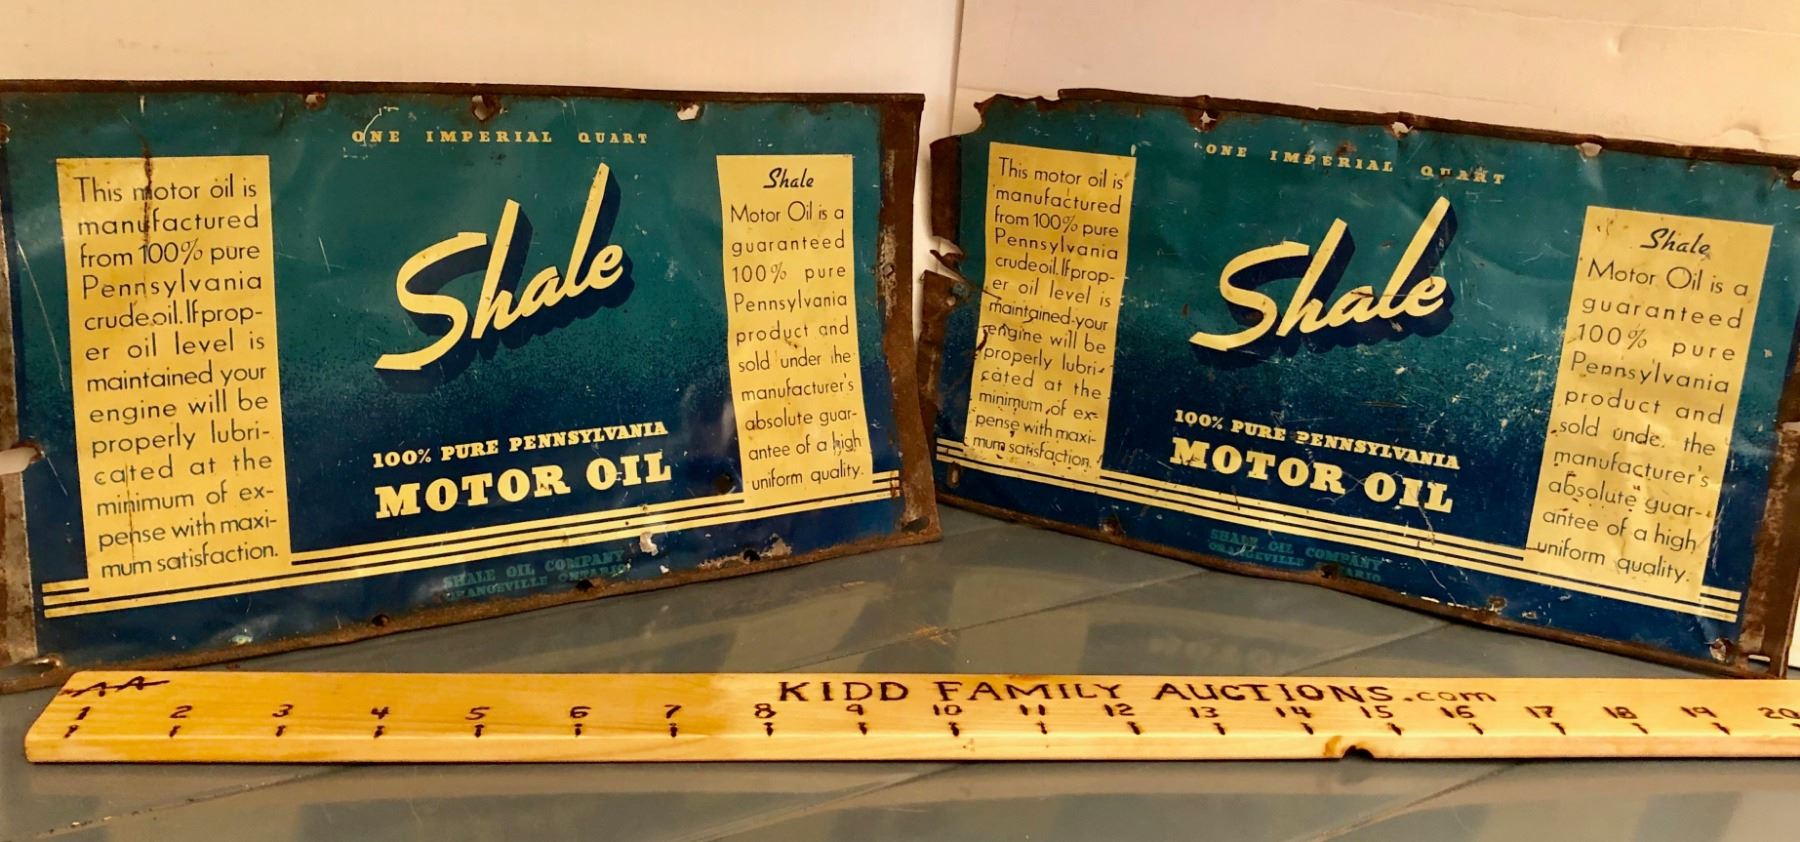 ONE IMPERIAL QUART
This motor oil is
manufactured
from 100% pure
Pennsylvania
crude oil. If prop-
er oil level is
maintained your
engine will be
properly lubri-
cated at the
minimum of ex-
pense with maxi-
mum satisfaction.
Shale
100% PURE PENNSYLVANIA
MOTOR OIL
SHALE OIL COMPANY
ORANGEVILLE ONTARIO
Shale
Motor Oil is a
guaranteed
100% pure
Pennsylvania
product and
sold under the
manufacturer's
absolute guar-
antee of a high
uniform quality.
ONE IMPERIAL QUART
This motor oil is
manufactured
from 100% pure
Pennsylvania
crude oil. If prop-
er oil level is
maintained your
engine will be
properly lubri-
cated at the
minimum of ex-
pense with maxi-
mum satisfaction.
Shale
100% PURE PENNSYLVANIA
MOTOR OIL
SHALE OIL COMPANY
ORANGEVILLE ONTARIO
Shale
Motor Oil is a
guaranteed
100% pure
Pennsylvania
product and
sold unde. the
manufacturer's
absolute guar-
antee of a high
uniform quality.
KIDD FAMILY AUCTIONS.com
1 2 3 4 5 6 7 8 9 10 11 12 13 14 15 16 17 18 19 20